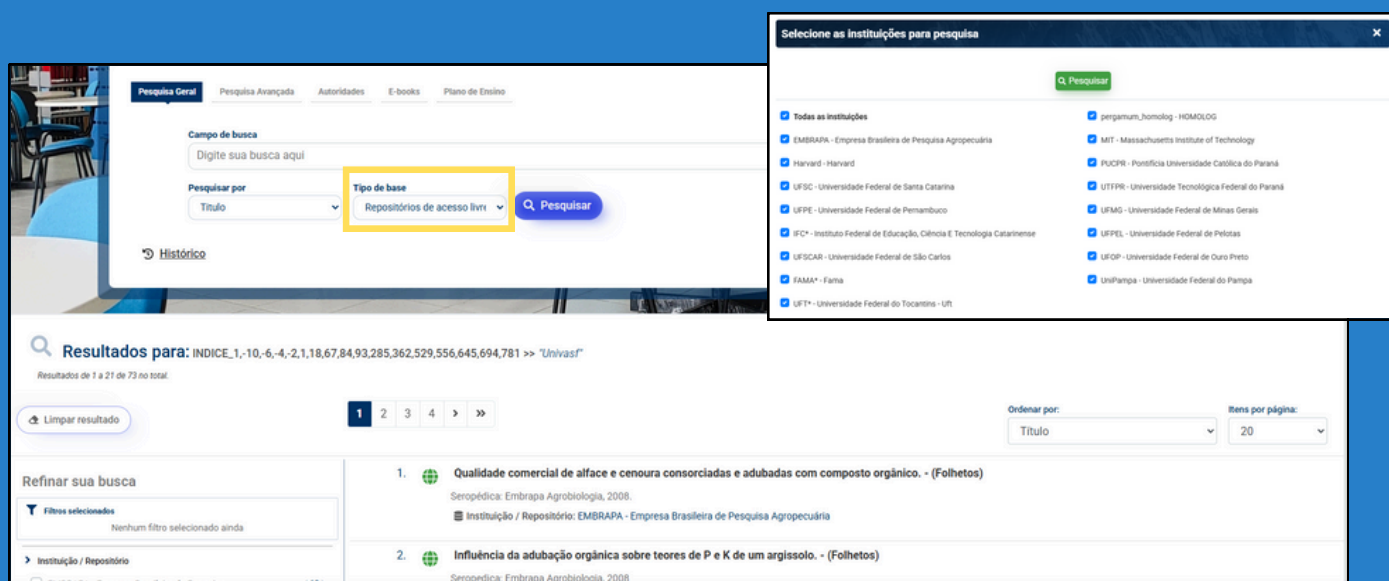 Selecione as instituições para pesquisa
Pesquisar
Todas as instituições
pergamum_homolog - HOMOLOG
EMBRAPA - Empresa Brasileira de Pesquisa Agropecuária
MIT - Massachusetts Institute of Technology
Harvard - Harvard
PUCPR - Pontifícia Universidade Católica do Paraná
UFSC - Universidade Federal de Santa Catarina
UTFPR - Universidade Tecnológica Federal do Paraná
UFPE - Universidade Federal de Pernambuco
UFMG - Universidade Federal de Minas Gerais
IFC* - Instituto Federal de Educação, Ciência E Tecnologia Catarinense
UFPEL - Universidade Federal de Pelotas
UFSCAR - Universidade Federal de São Carlos
UFOP - Universidade Federal de Ouro Preto
FAMA* - Fama
UniPampa - Universidade Federal do Pampa
UFT* - Universidade Federal do Tocantins - Uft
Pesquisa Geral Pesquisa Avançada Autoridades E-books Plano de Ensino
Campo de busca
Digite sua busca aqui
Pesquisar por Tipo de base
Título Repositórios de acesso livre Pesquisar
Histórico
Resultados para: INDICE_1,-10,-6,-4,-2,1,18,67,84,93,285,362,529,556,645,694,781 >> "Univasf"
Resultados de 1 a 21 de 73 no total.
Limpar resultado
1 2 3 4 > >>
Ordenar por: Itens por página:
Título 20
Refinar sua busca
Filtros selecionados
Nenhum filtro selecionado ainda
Instituição / Repositório
1. Qualidade comercial de alface e cenoura consorciadas e adubadas com composto orgânico. - (Folhetos)
Seropédica: Embrapa Agrobiologia, 2008.
Instituição / Repositório: EMBRAPA - Empresa Brasileira de Pesquisa Agropecuária
2. Influência da adubação orgânica sobre teores de P e K de um argissolo. - (Folhetos)
Seropedica: Embrapa Agrobiologia, 2008.